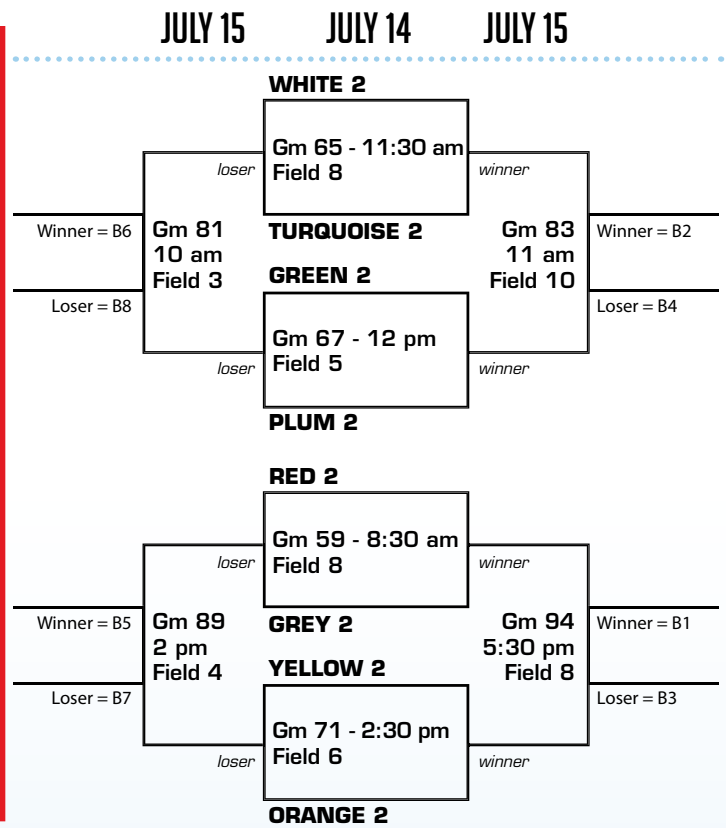 JULY 15 JULY 14 JULY 15
WHITE 2
Gm 65 - 11:30 am
Field 8
loser
winner
TURQUOISE 2
Winner = B6
Gm 81
10 am
Field 3
Loser = B8
Gm 83
11 am
Field 10
Winner = B2
Loser = B4
GREEN 2
Gm 67 - 12 pm
Field 5
loser
winner
PLUM 2
RED 2
Gm 59 - 8:30 am
Field 8
loser
winner
GREY 2
Winner = B5
Gm 89
2 pm
Field 4
Loser = B7
Gm 94
5:30 pm
Field 8
Winner = B1
Loser = B3
YELLOW 2
Gm 71 - 2:30 pm
Field 6
loser
winner
ORANGE 2